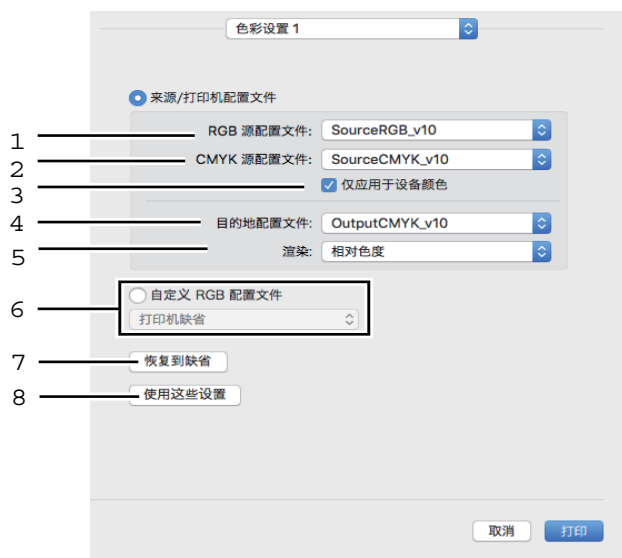 色彩设置 1
来源/打印机配置文件
1 RGB 源配置文件: SourceRGB_v10
2 CMYK 源配置文件: SourceCMYK_v10
3 仅应用于设备颜色
4 目的地配置文件: OutputCMYK_v10
5 渲染: 相对色度
6 自定义 RGB 配置文件
打印机缺省
7 恢复到缺省
8 使用这些设置
取消 打印